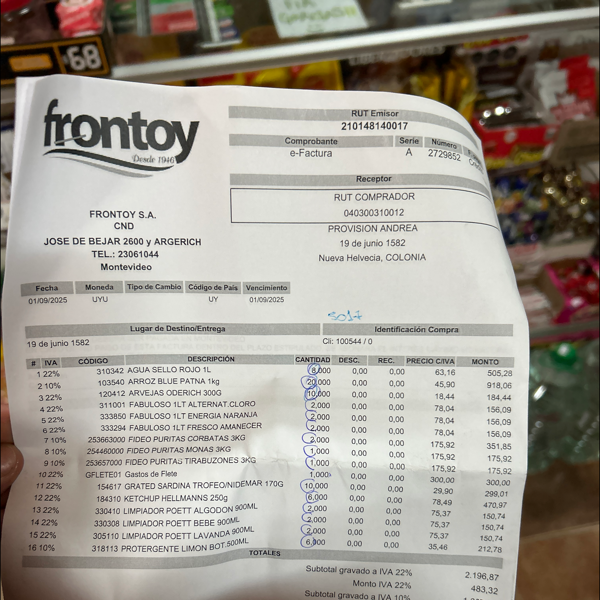 68
frontoy
Desde 1946
FRONTOY S.A.
CND
JOSE DE BEJAR 2600 y ARGERICH
TEL.: 23061044
Montevideo
RUT Emisor
210148140017
Comprobante Serie Número
e-Factura A 2729852
Receptor
RUT COMPRADOR
040300310012
PROVISION ANDREA
19 de junio 1582
Nueva Helvecia, COLONIA
Fecha Moneda Tipo de Cambio Código de País Vencimiento
01/09/2025 UYU UY 01/09/2025
Lugar de Destino/Entrega Identificación Compra
19 de junio 1582 Cli: 100544 / 0
# IVA CÓDIGO DESCRIPCIÓN CANTIDAD DESC. REC. PRECIO C/IVA MONTO
1 22% 310342 AGUA SELLO ROJO 1L 8,000 0,00 0,00 63,16 505,28
2 10% 103540 ARROZ BLUE PATNA 1kg 20,000 0,00 0,00 45,90 918,06
3 22% 120412 ARVEJAS ODERICH 300G 10,000 0,00 0,00 18,44 184,44
4 22% 311001 FABULOSO 1LT ALTERNAT.CLORO 2,000 0,00 0,00 78,04 156,09
5 22% 333850 FABULOSO 1LT ENERGIA NARANJA 2,000 0,00 0,00 78,04 156,09
6 22% 333294 FABULOSO 1LT FRESCO AMANECER 2,000 0,00 0,00 78,04 156,09
7 10% 253663000 FIDEO PURITAS CORBATAS 3KG 2,000 0,00 0,00 175,92 351,85
8 10% 254460000 FIDEO PURITAS MONAS 3KG 1,000 0,00 0,00 175,92 175,92
9 10% 253657000 FIDEO PURITAS TIRABUZONES 3KG 1,000 0,00 0,00 175,92 175,92
10 22% GFLETE01 Gastos de Flete 1,000 0,00 0,00 300,00 300,00
11 22% 154617 GRATED SARDINA TROFEO/NIDEMAR 170G 10,000 0,00 0,00 29,90 299,01
12 22% 184310 KETCHUP HELLMANNS 250g 6,000 0,00 0,00 78,49 470,97
13 22% 330410 LIMPIADOR POETT ALGODON 900ML 2,000 0,00 0,00 75,37 150,74
14 22% 330308 LIMPIADOR POETT BEBE 900ML 2,000 0,00 0,00 75,37 150,74
15 22% 305110 LIMPIADOR POETT LAVANDA 900ML 2,000 0,00 0,00 75,37 150,74
16 10% 318113 PROTERGENTE LIMON BOT.500ML 6,000 0,00 0,00 35,46 212,78
TOTALES
Subtotal gravado a IVA 22% 2.196,87
Monto IVA 22% 483,32
Subtotal gravado a IVA 10%